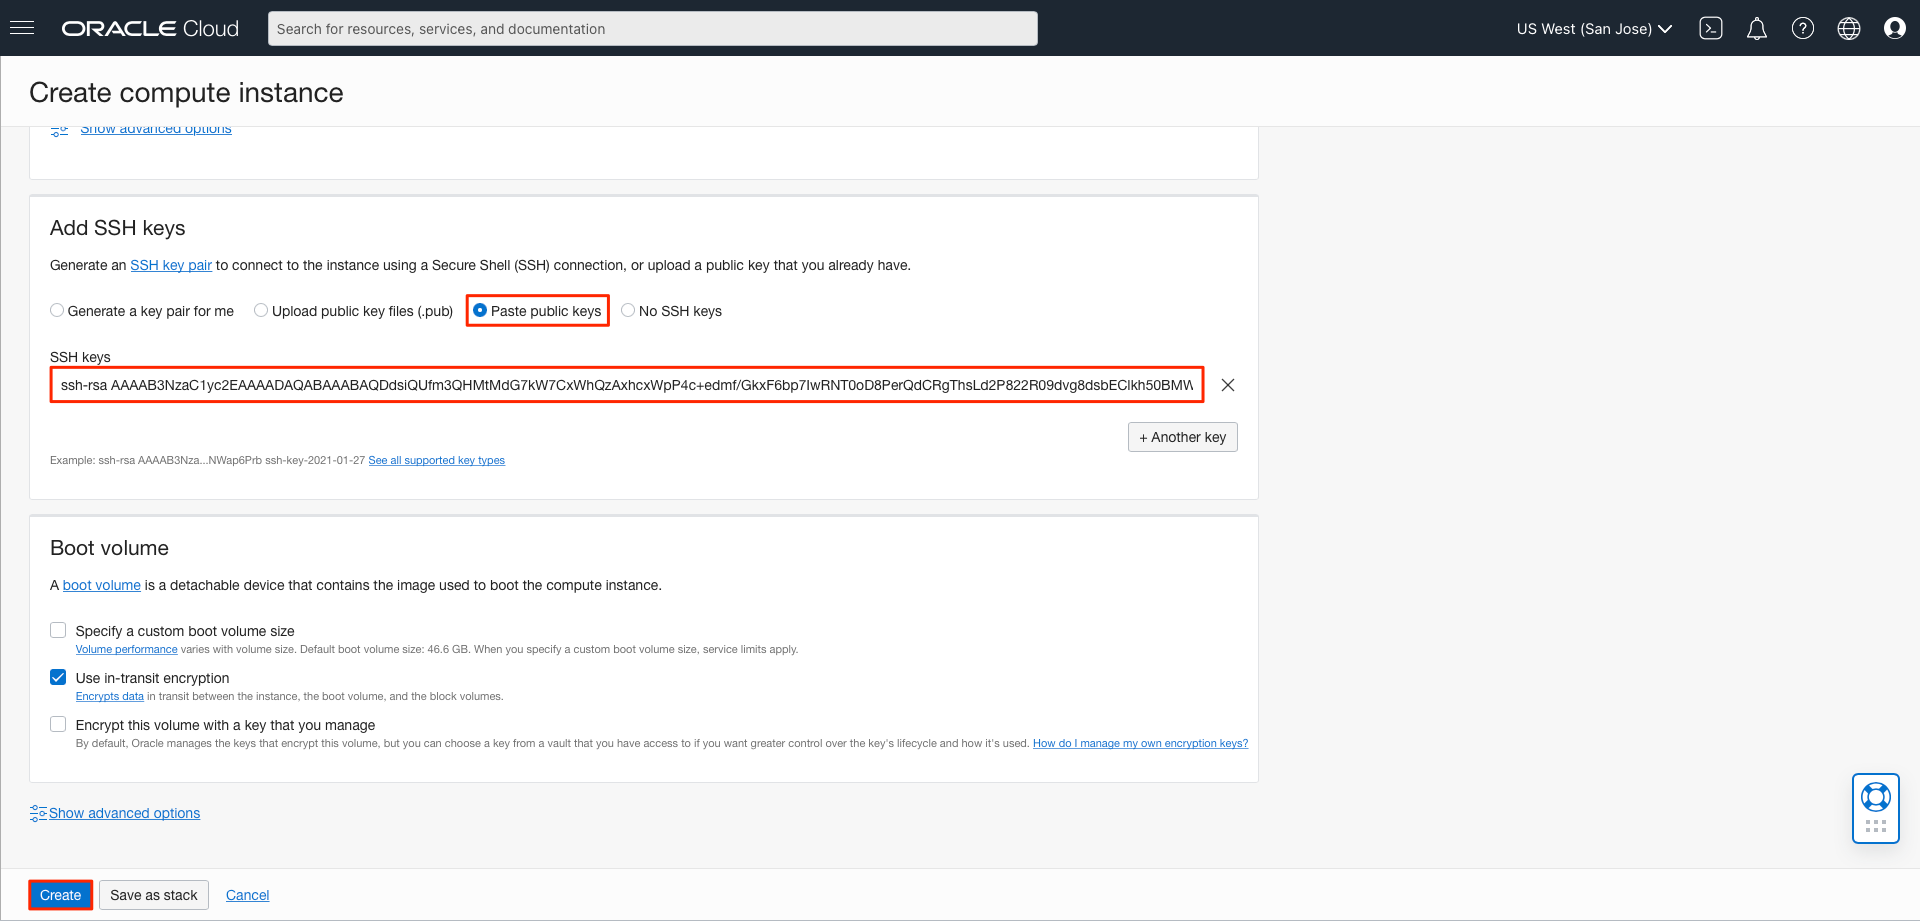 ORACLE Cloud
Search for resources, services, and documentation
US West (San Jose)
Create compute instance
Show advanced options
Add SSH keys
Generate an SSH key pair to connect to the instance using a Secure Shell (SSH) connection, or upload a public key that you already have.
Generate a key pair for me
Upload public key files (.pub)
Paste public keys
No SSH keys
SSH keys
ssh-rsa AAAAB3NzaC1yc2EAAAADAQABAAABAQDdsiQUfm3QHMtMdG7kW7CxWhQzAxhcxWpP4c+edmf/GkxF6bp7IwRNT0oD8PerQdCRgThsLd2P822R09dvg8dsbEClkh50BMW
+ Another key
Example: ssh-rsa AAAAB3Nza...NWap6Prb ssh-key-2021-01-27 See all supported key types
Boot volume
A boot volume is a detachable device that contains the image used to boot the compute instance.
Specify a custom boot volume size
Volume performance varies with volume size. Default boot volume size: 46.6 GB. When you specify a custom boot volume size, service limits apply.
Use in-transit encryption
Encrypts data in transit between the instance, the boot volume, and the block volumes.
Encrypt this volume with a key that you manage
By default, Oracle manages the keys that encrypt this volume, but you can choose a key from a vault that you have access to if you want greater control over the key's lifecycle and how it's used. How do I manage my own encryption keys?
Show advanced options
Create
Save as stack
Cancel